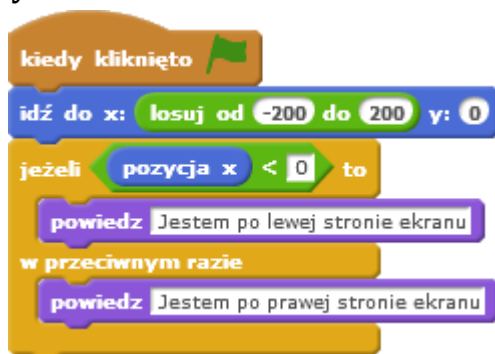 kiedy kliknięto
idź do x: losuj od -200 do 200 y: 0
jeżeli pozycja x < 0 to
powiedz Jestem po lewej stronie ekranu
w przeciwnym razie
powiedz Jestem po prawej stronie ekranu